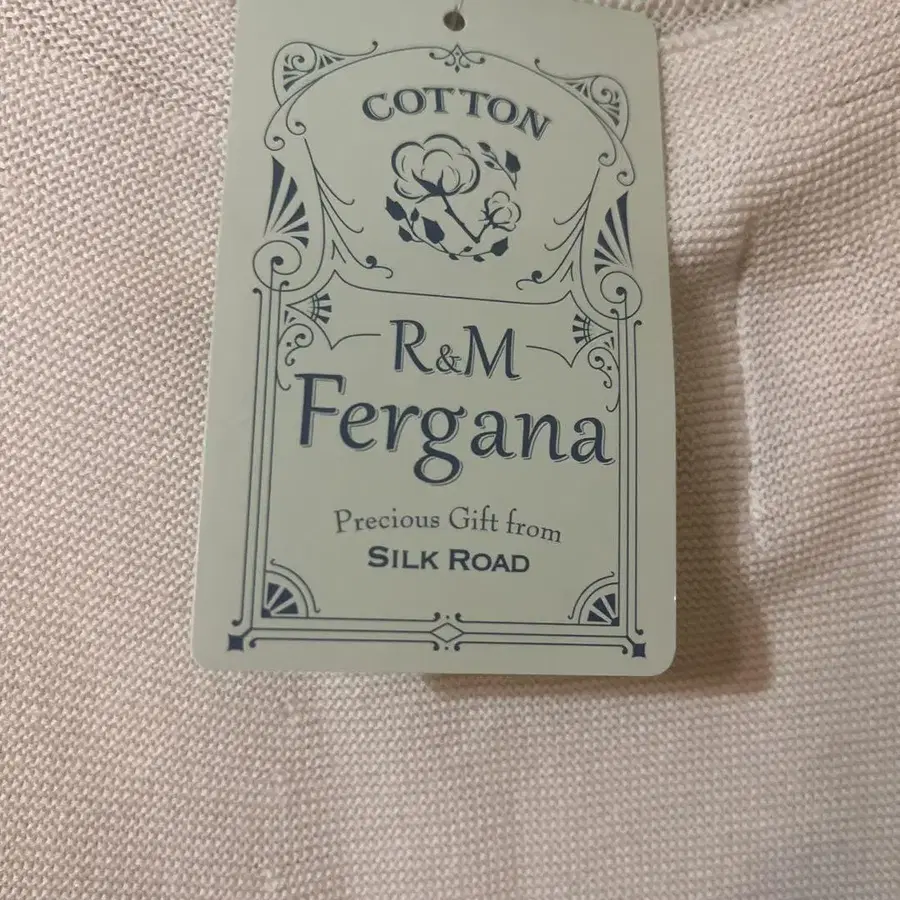 COTTON
R&M
Fergana
Precious Gift from
SILK ROAD